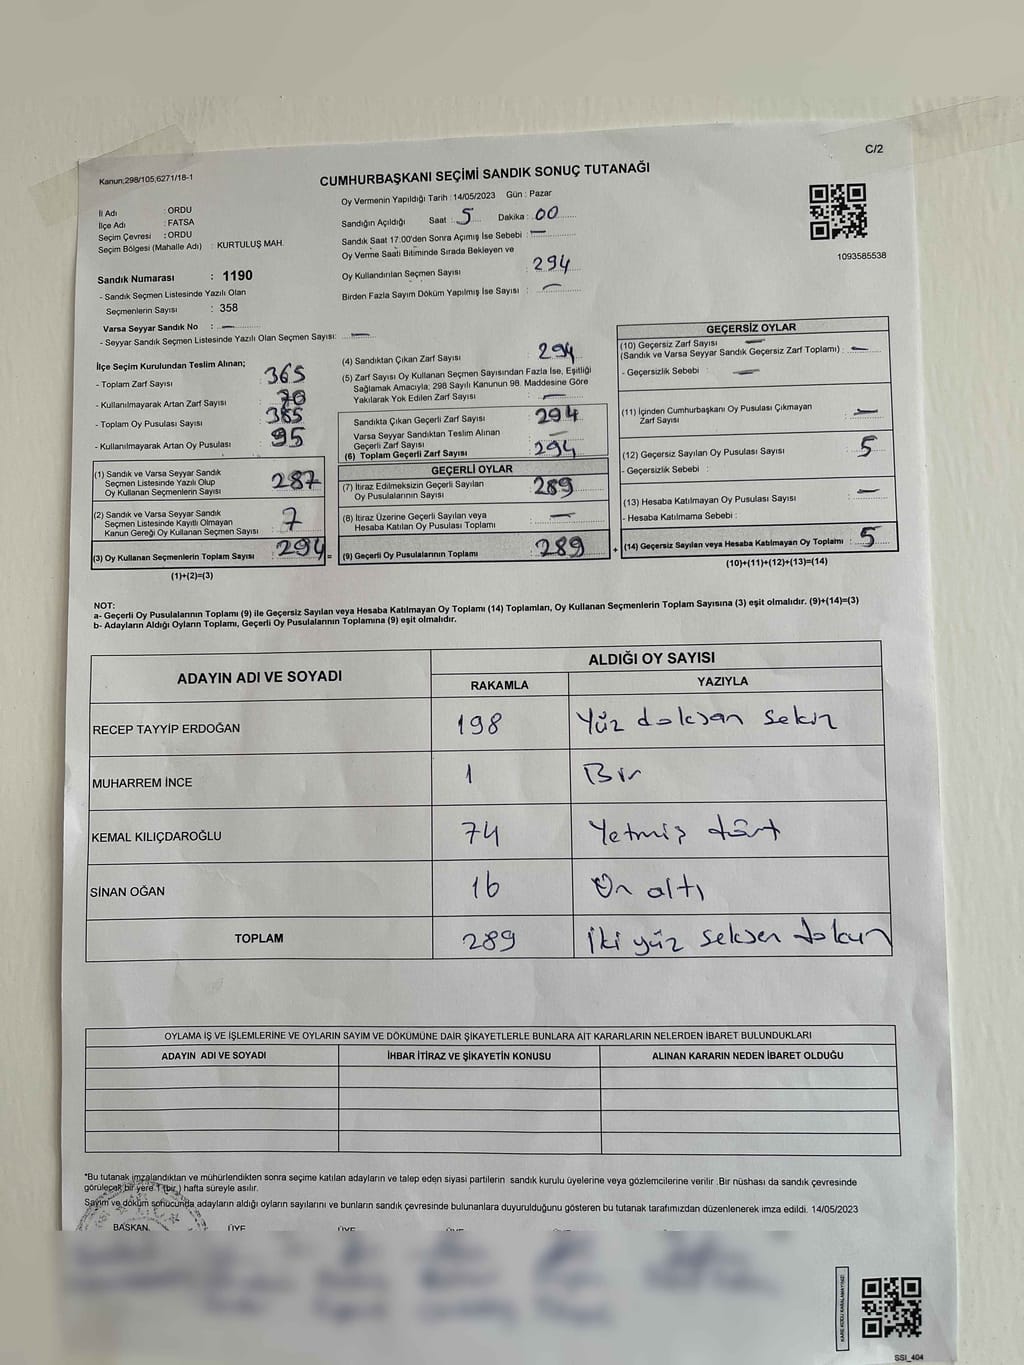 C/2
Kanun;298/105,6271/18-1
CUMHURBAŞKANI SEÇİMİ SANDIK SONUÇ TUTANAĞI
İl Adı : ORDU
İlçe Adı : FATSA
Seçim Çevresi : ORDU
Seçim Bölgesi (Mahalle Adı) : KURTULUŞ MAH.
Sandık Numarası : 1190
- Sandık Seçmen Listesinde Yazılı Olan
Seçmenlerin Sayısı : 358
Varsa Seyyar Sandık No : —
- Seyyar Sandık Seçmen Listesinde Yazılı Olan Seçmen Sayısı: —
Oy Vermenin Yapıldığı Tarih : 14/05/2023 Gün : Pazar
Sandığın Açıldığı Saat : 5 Dakika : 00
Sandık Saat 17:00'den Sonra Açımış İse Sebebi : —
Oy Verme Saati Bitiminde Sırada Bekleyen ve
Oy Kullandırılan Seçmen Sayısı : 294
Birden Fazla Sayım Döküm Yapılmış İse Sayısı : —
1093585538
İlçe Seçim Kurulundan Teslim Alınan;
- Toplam Zarf Sayısı : 365
- Kullanılmayarak Artan Zarf Sayısı : 70
- Toplam Oy Pusulası Sayısı : 385
- Kullanılmayarak Artan Oy Pusulası : 95
(1) Sandık ve Varsa Seyyar Sandık
Seçmen Listesinde Yazılı Olup
Oy Kullanan Seçmenlerin Sayısı : 287
(2) Sandık ve Varsa Seyyar Sandık
Seçmen Listesinde Kayıtlı Olmayan
Kanun Gereği Oy Kullanan Seçmen Sayısı : 7
(3) Oy Kullanan Seçmenlerin Toplam Sayısı : 294 =
(1)+(2)=(3)
(4) Sandıktan Çıkan Zarf Sayısı : 294
(5) Zarf Sayısı Oy Kullanan Seçmen Sayısından Fazla İse, Eşitliği
Sağlamak Amacıyla; 298 Sayılı Kanunun 98. Maddesine Göre
Yakılarak Yok Edilen Zarf Sayısı : —
Sandıkta Çıkan Geçerli Zarf Sayısı : 294
Varsa Seyyar Sandıktan Teslim Alınan
Geçerli Zarf Sayısı : —
(6) Toplam Geçerli Zarf Sayısı : 294
GEÇERLİ OYLAR
(7) İtiraz Edilmeksizin Geçerli Sayılan
Oy Pusulalarının Sayısı : 289
(8) İtiraz Üzerine Geçerli Sayılan veya
Hesaba Katılan Oy Pusulası Toplamı : —
(9) Geçerli Oy Pusulalarının Toplamı : 289 +
GEÇERSİZ OYLAR
(10) Geçersiz Zarf Sayısı —
(Sandık ve Varsa Seyyar Sandık Geçersiz Zarf Toplamı) : —
- Geçersizlik Sebebi : —
(11) İçinden Cumhurbaşkanı Oy Pusulası Çıkmayan
Zarf Sayısı : —
(12) Geçersiz Sayılan Oy Pusulası Sayısı : 5
- Geçersizlik Sebebi :
(13) Hesaba Katılmayan Oy Pusulası Sayısı : —
- Hesaba Katılmama Sebebi :
(14) Geçersiz Sayılan veya Hesaba Katılmayan Oy Toplamı : 5
(10)+(11)+(12)+(13)=(14)
NOT:
a- Geçerli Oy Pusulalarının Toplamı (9) ile Geçersiz Sayılan veya Hesaba Katılmayan Oy Toplamı (14) Toplamları, Oy Kullanan Seçmenlerin Toplam Sayısına (3) eşit olmalıdır. (9)+(14)=(3)
b- Adayların Aldığı Oyların Toplamı, Geçerli Oy Pusulalarının Toplamına (9) eşit olmalıdır.
ADAYIN ADI VE SOYADI ALDIĞI OY SAYISI
RAKAMLA YAZIYLA
RECEP TAYYİP ERDOĞAN 198 Yüz doksan sekiz
MUHARREM İNCE 1 Bir
KEMAL KILIÇDAROĞLU 74 Yetmiş dört
SİNAN OĞAN 16 On altı
TOPLAM 289 İki yüz seksen dokuz
OYLAMA İŞ VE İŞLEMLERİNE VE OYLARIN SAYIM VE DÖKÜMÜNE DAİR ŞİKAYETLERLE BUNLARA AİT KARARLARIN NELERDEN İBARET BULUNDUKLARI
ADAYIN ADI VE SOYADI İHBAR İTİRAZ VE ŞİKAYETİN KONUSU ALINAN KARARIN NEDEN İBARET OLDUĞU
*Bu tutanak imzalandıktan ve mühürlendikten sonra seçime katılan adayların ve talep eden siyasi partilerin sandık kurulu üyelerine veya gözlemcilerine verilir .Bir nüshası da sandık çevresinde
görülecek bir yere 1 (bir ) hafta süreyle asılır.
Sayım ve döküm sonucunda adayların aldığı oyların sayılarını ve bunların sandık çevresinde bulunanlara duyurulduğunu gösteren bu tutanak tarafımızdan düzenlenerek imza edildi. 14/05/2023
BAŞKAN ÜYE ÜYE ÜYE ÜYE ÜYE
KARE KODU KARALAMAYINIZ!
SSI_404